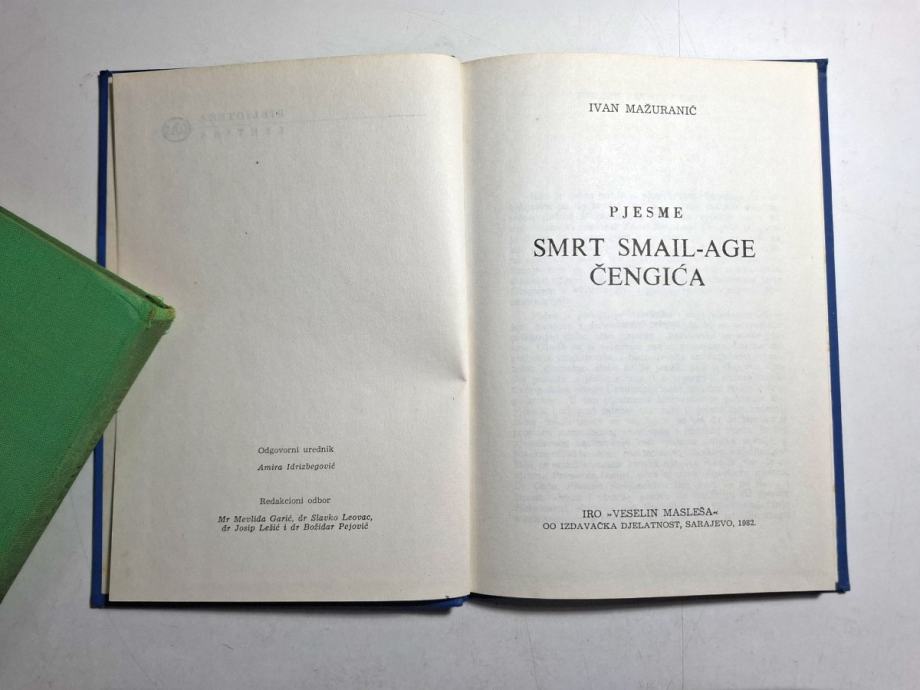 Odgovorni urednik
Amira Idrizbegović
Redakcioni odbor
Mr Mevlida Garić, dr Slavko Leovac,
dr Josip Lešić i dr Božidar Pejović
IVAN MAŽURANIĆ
PJESME
SMRT SMAIL-AGE
ČENGIĆA
IRO »VESELIN MASLEŠA«
OO IZDAVAČKA DJELATNOST, SARAJEVO, 1982.